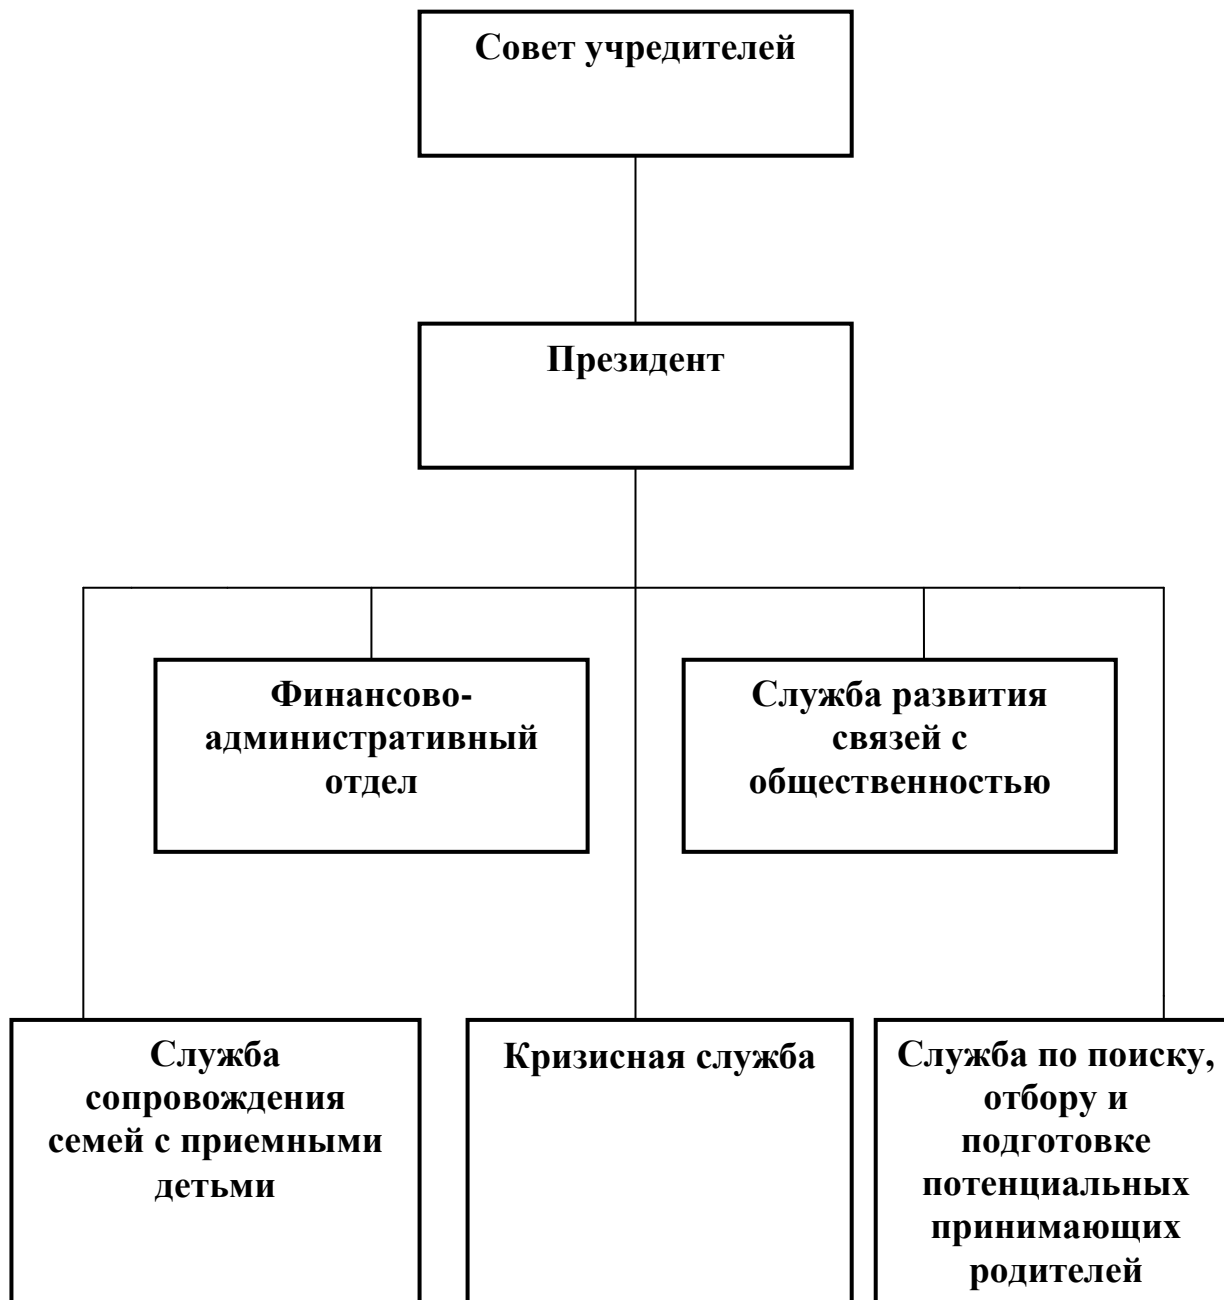 Совет учредителей
Президент
Финансово-
административный
отдел
Служба развития
связей с
общественностью
Служба
сопровождения
семей с приемными
детьми
Кризисная служба
Служба по поиску,
отбору и
подготовке
потенциальных
принимающих
родителей